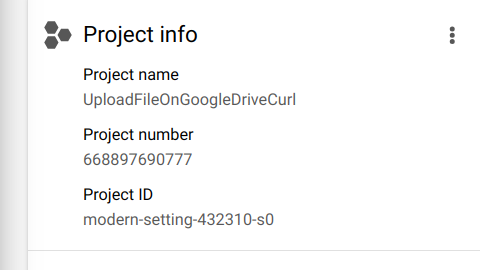 Project info
Project name
UploadFileOnGoogleDriveCurl
Project number
668897690777
Project ID
modern-setting-432310-s0